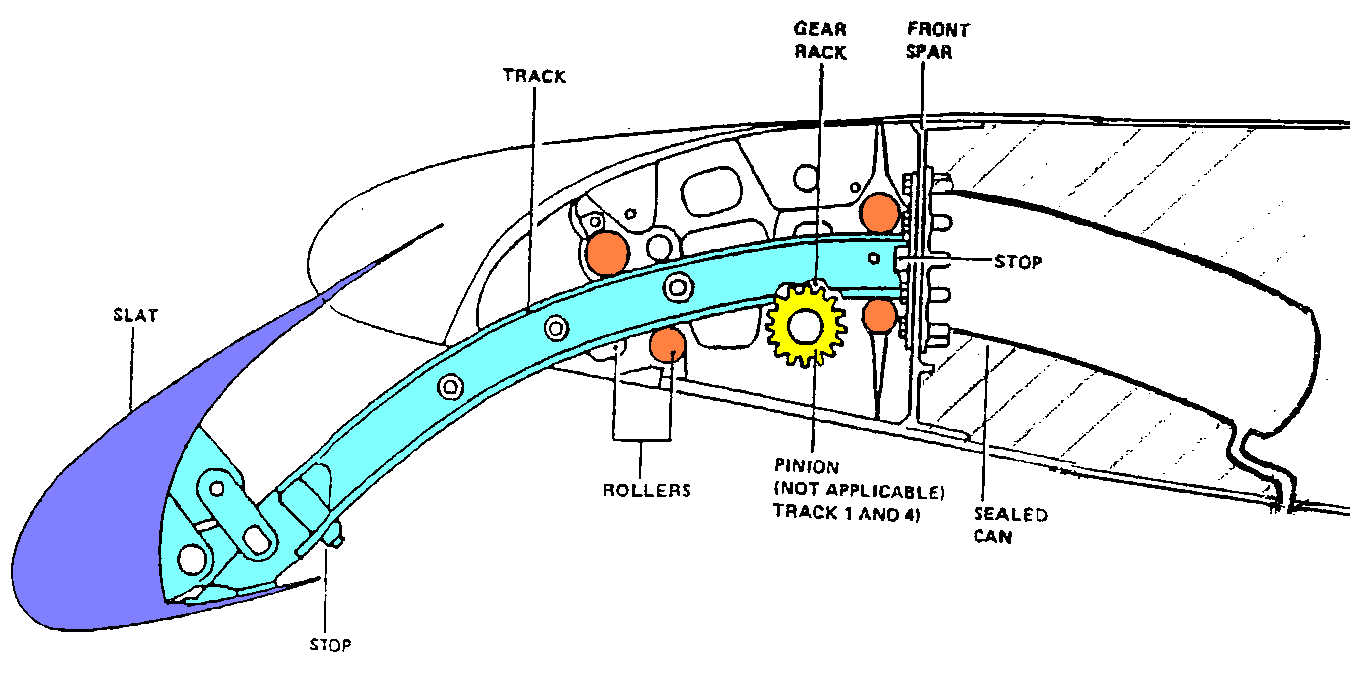 GEAR
RACK
FRONT
SPAR
TRACK
STOP
SLAT
ROLLERS
PINION
(NOT APPLICABLE)
TRACK 1 AND 4)
SEALED
CAN
STOP